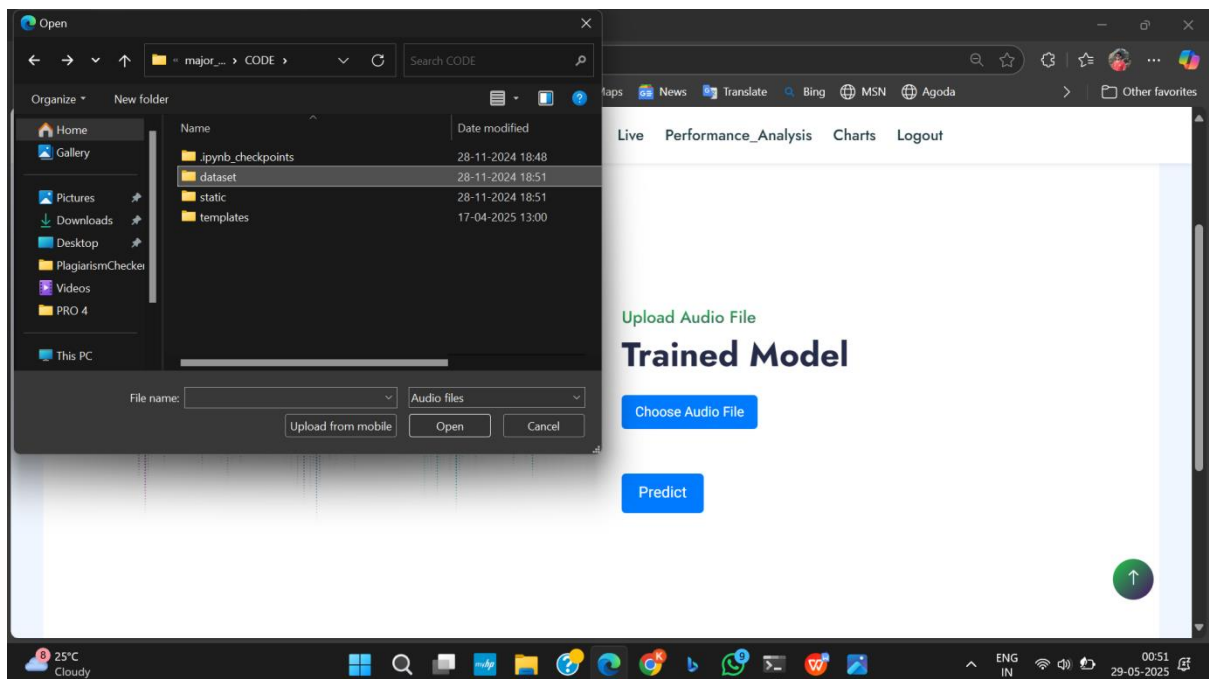 Open
« major_... › CODE ›
Search CODE
Organize
New folder
Home
Gallery
Pictures
Downloads
Desktop
PlagiarismChecker
Videos
PRO 4
This PC
Name
Date modified
.ipynb_checkpoints
28-11-2024 18:48
dataset
28-11-2024 18:51
static
28-11-2024 18:51
templates
17-04-2025 13:00
File name:
Audio files
Upload from mobile
Open
Cancel
News
Translate
Bing
MSN
Agoda
Other favorites
Live
Performance_Analysis
Charts
Logout
Upload Audio File
Trained Model
Choose Audio File
Predict
8
25°C
Cloudy
myhp
K
9
ENG
IN
00:51
29-05-2025